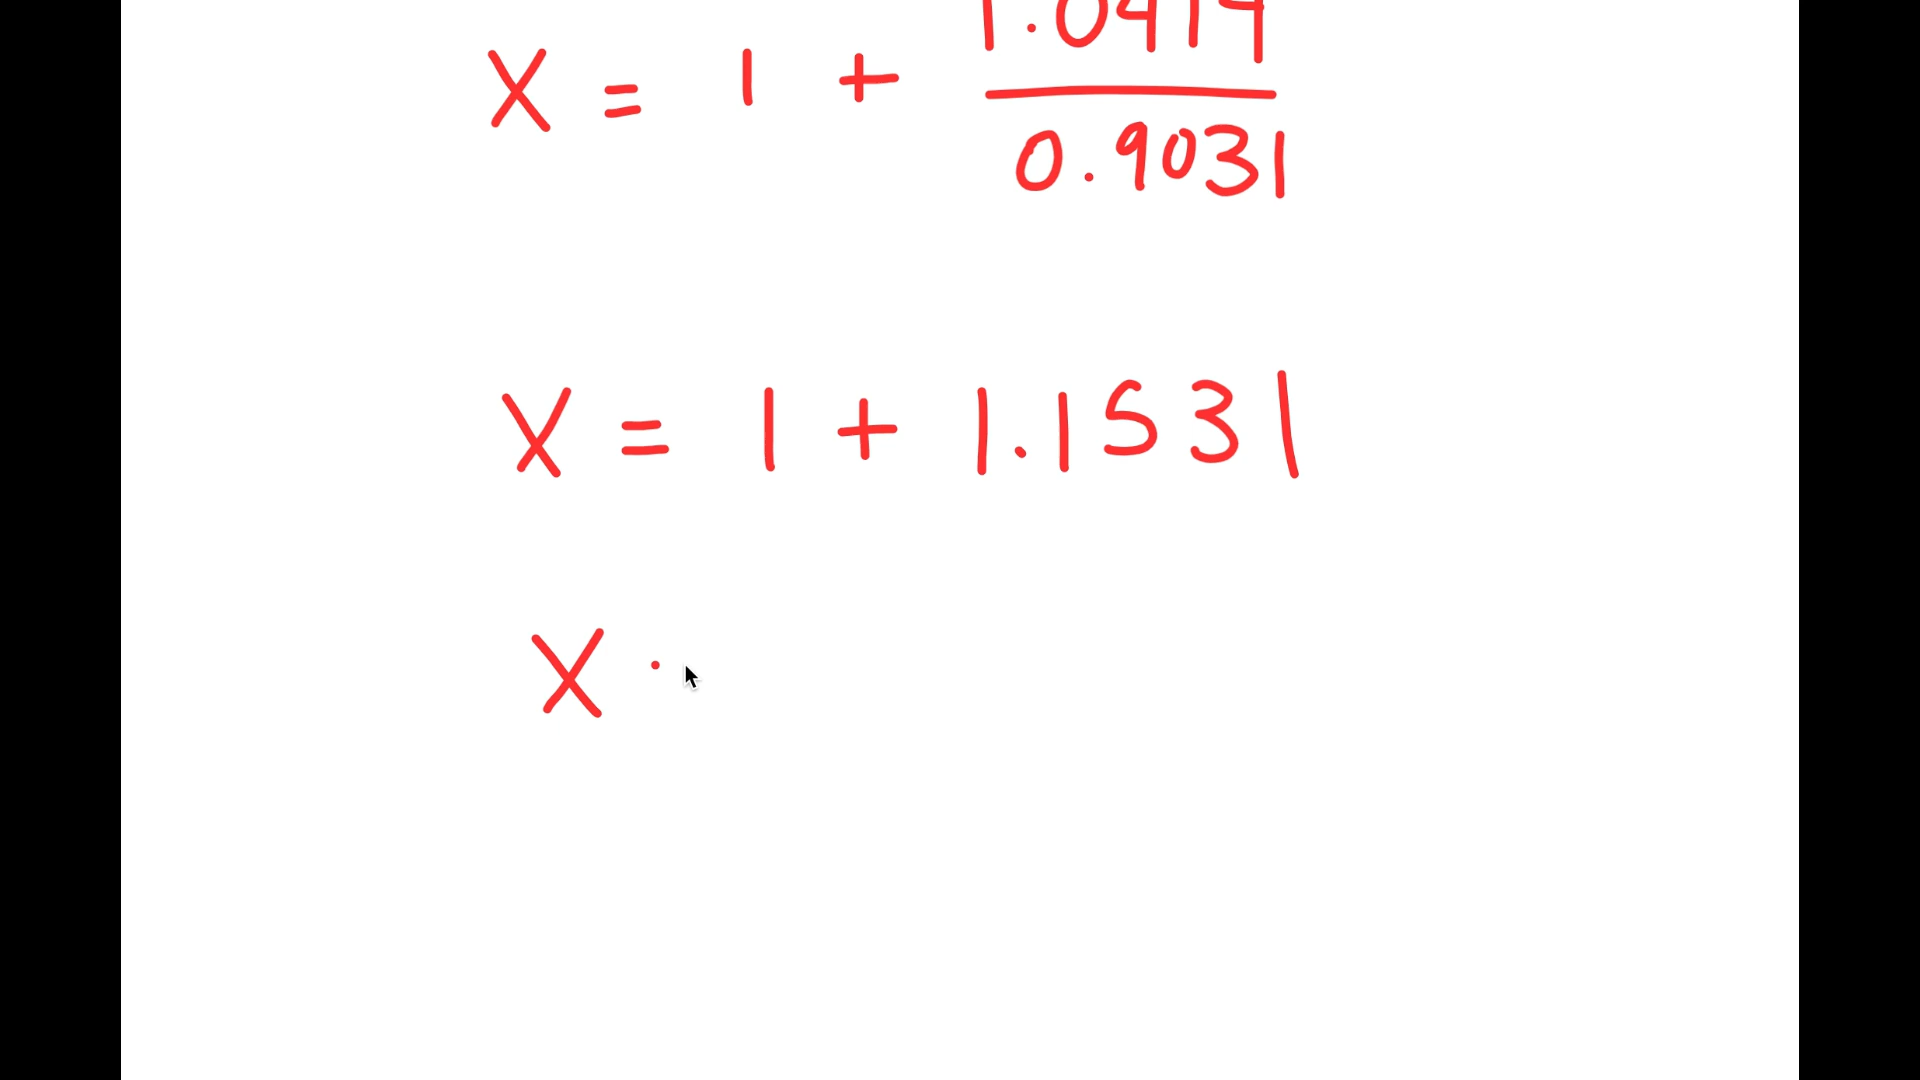 X = 1 + 1.0414 / 0.9031
X = 1 + 1.1531
X ·